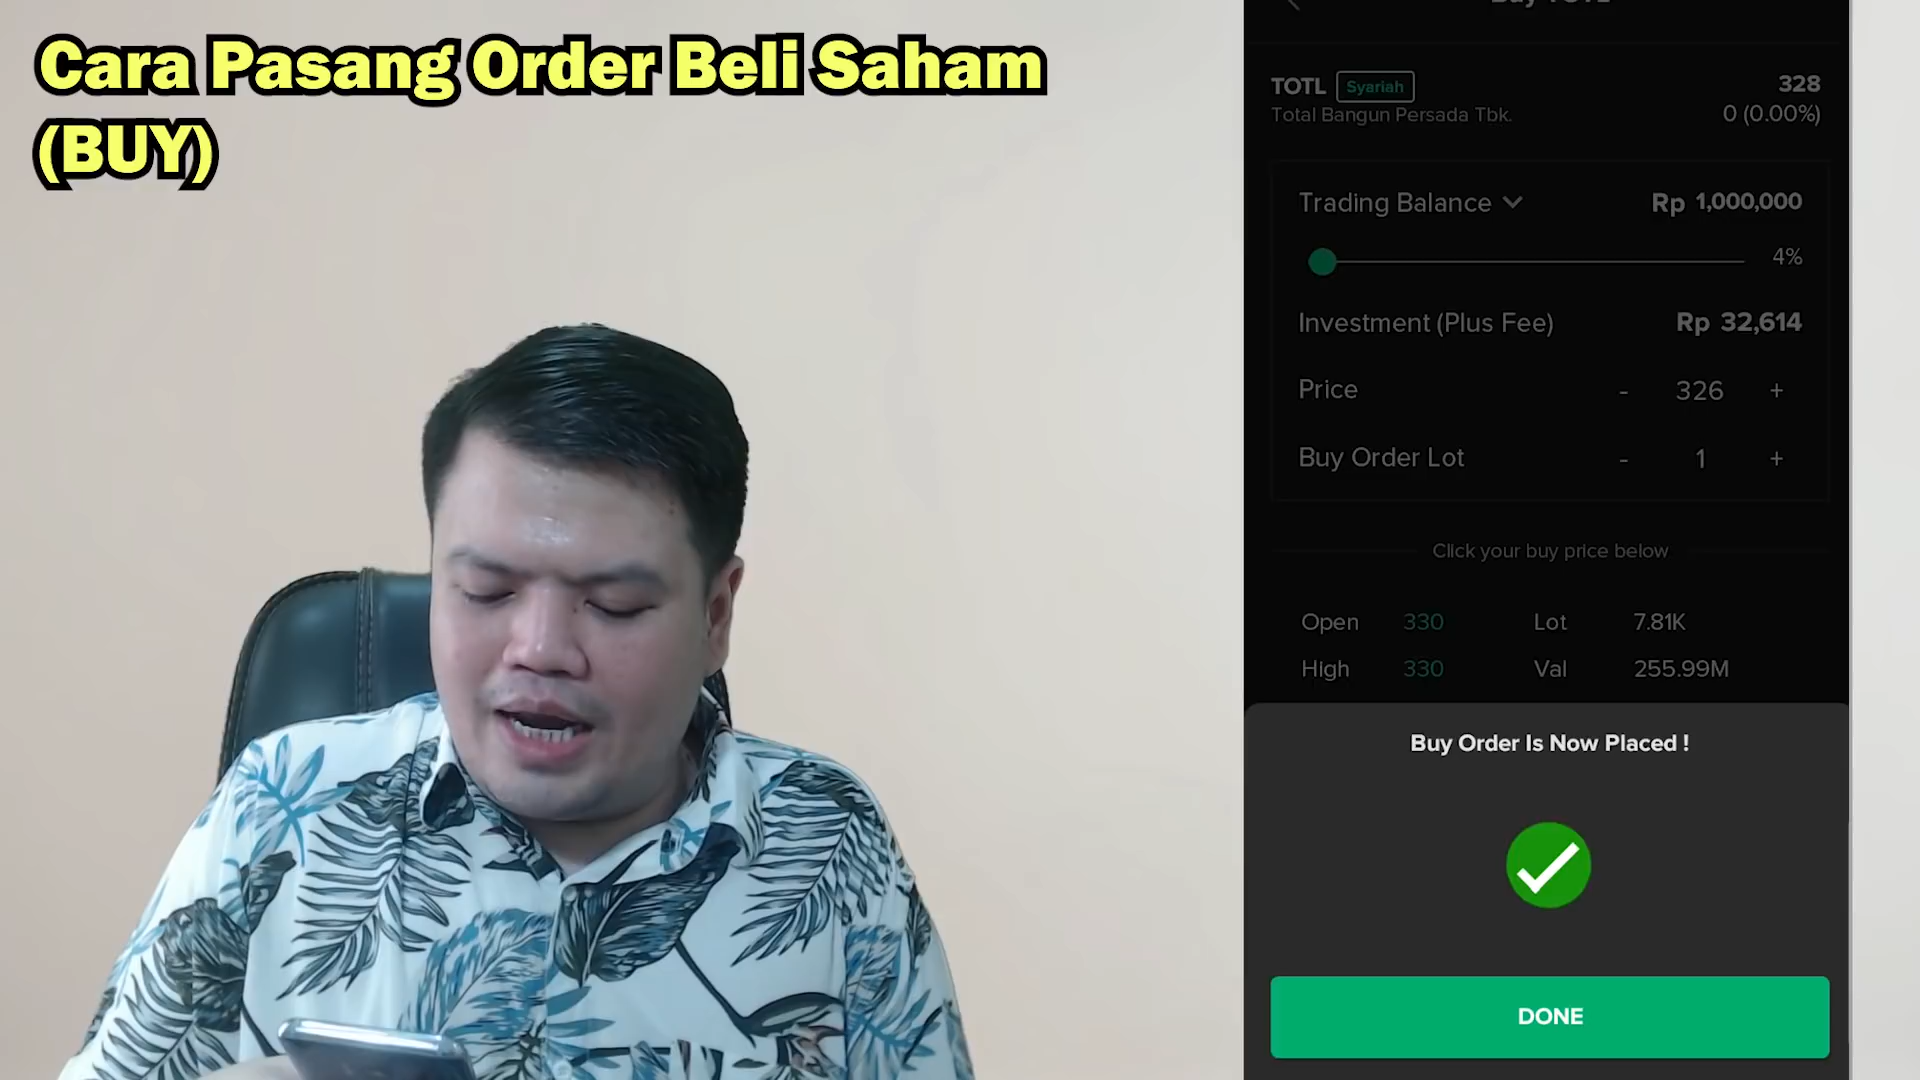 Cara Pasang Order Beli Saham
(BUY)
TOTL Syariah 328
Total Bangun Persada Tbk. 0 (0.00%)
Trading Balance Rp 1,000,000
4%
Investment (Plus Fee) Rp 32,614
Price - 326 +
Buy Order Lot - 1 +
Click your buy price below
Open 330 Lot 7.81K
High 330 Val 255.99M
Buy Order Is Now Placed !
DONE